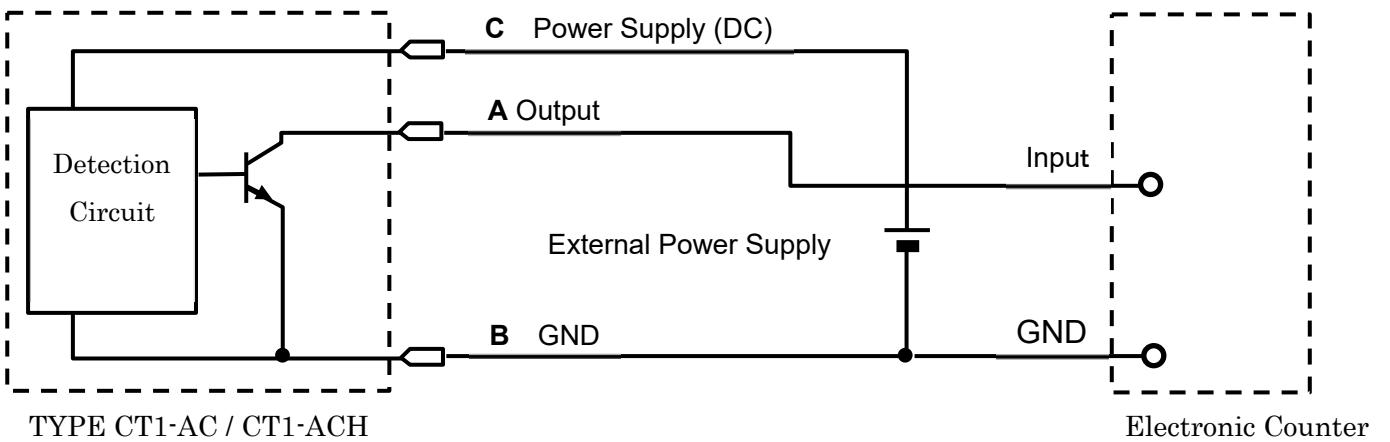 C Power Supply (DC)
A Output
Detection
Circuit
Input
External Power Supply
B GND
GND
TYPE CT1-AC / CT1-ACH
Electronic Counter